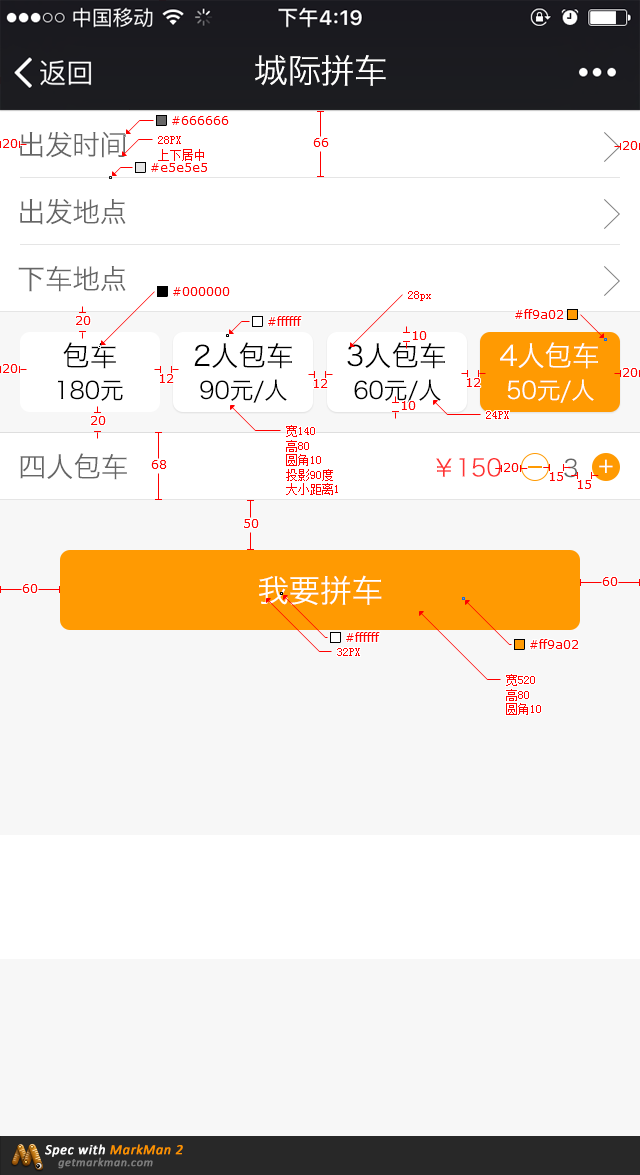 中国移动 下午4:19
返回 城际拼车
#666666
20 出发时间 28PX 66 20
上下居中
#e5e5e5
出发地点
下车地点
#000000 28px
20 #ffffff #ff9a02
10
20 包车 12 2人包车 12 3人包车 12 4人包车 20
180元 90元/人 60元/人 50元/人
10 24PX
20
宽140
高80
圆角10
投影90度
大小距离1
四人包车 68 ¥150 20 15 3 15
50
60 我要拼车 60
#ffffff
32PX
#ff9a02
宽520
高80
圆角10
Spec with MarkMan 2
getmarkman.com